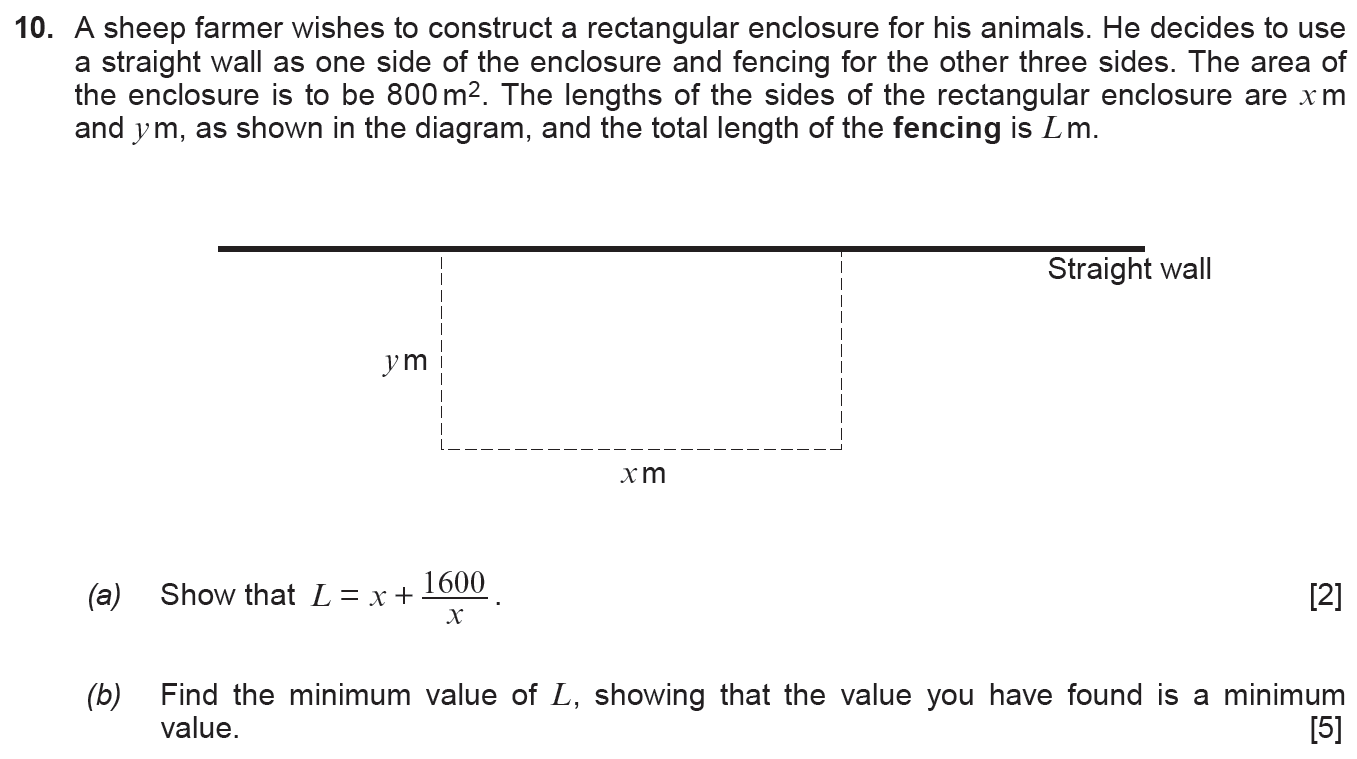 10. A sheep farmer wishes to construct a rectangular enclosure for his animals. He decides to use
a straight wall as one side of the enclosure and fencing for the other three sides. The area of
the enclosure is to be 800 m². The lengths of the sides of the rectangular enclosure are x m
and y m, as shown in the diagram, and the total length of the fencing is L m.
Straight wall
y m
x m
(a) Show that L = x + 1600/x. [2]
(b) Find the minimum value of L, showing that the value you have found is a minimum
value. [5]